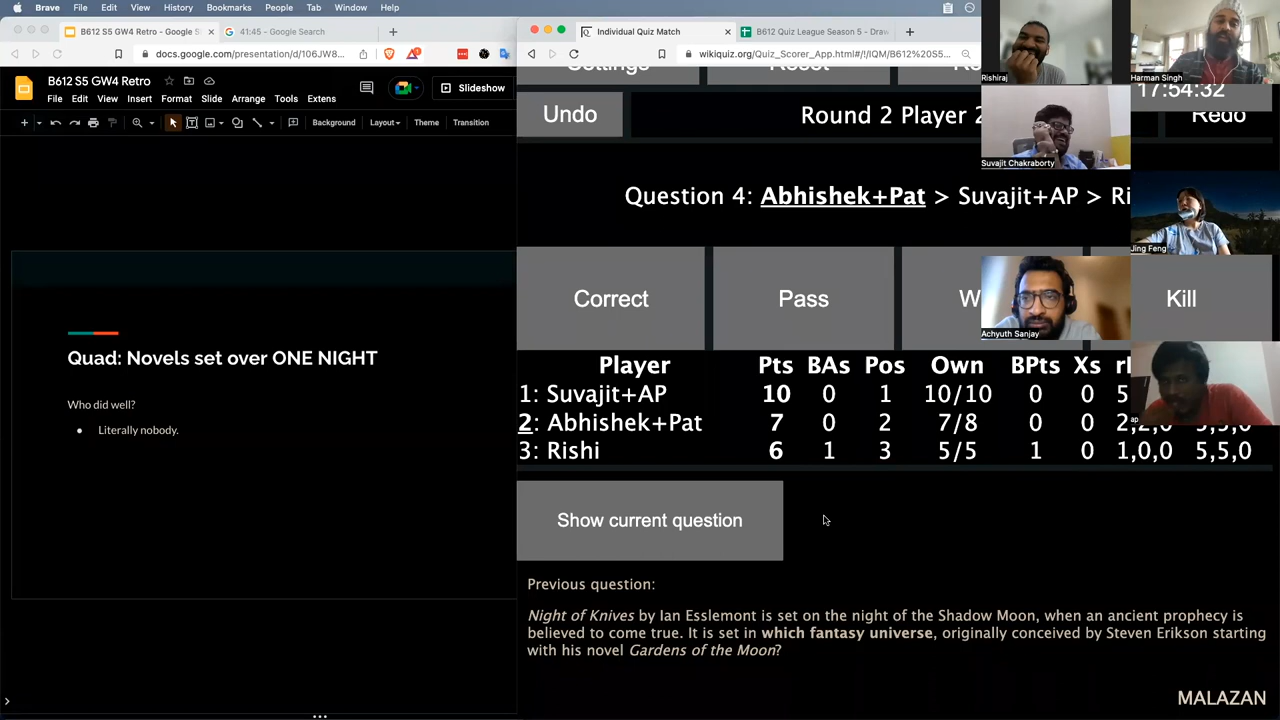 Brave File Edit View History Bookmarks People Tab Window Help
B612 S5 GW4 Retro - Google S
41:45 - Google Search
docs.google.com/presentation/d/106JW8...
B612 S5 GW4 Retro
File Edit View Insert Format Slide Arrange Tools Extens
Slideshow
Background Layout Theme Transition
Quad: Novels set over ONE NIGHT
Who did well?
● Literally nobody.
Individual Quiz Match
B612 Quiz League Season 5 - Draw
wikiquiz.org/Quiz_Scorer_App.html#!/IQM/B612%20S5...
Settings Reset
17:54:32
Undo Round 2 Player 2 Redo
Question 4: Abhishek+Pat > Suvajit+AP > Ri
Correct Pass W Kill
Player Pts BAs Pos Own BPts Xs
1: Suvajit+AP 10 0 1 10/10 0 0 5
2: Abhishek+Pat 7 0 2 7/8 0 0 2,2,0
3: Rishi 6 1 3 5/5 1 0 1,0,0 5,5,0
Show current question
Previous question:
Night of Knives by Ian Esslemont is set on the night of the Shadow Moon, when an ancient prophecy is
believed to come true. It is set in which fantasy universe, originally conceived by Steven Erikson starting
with his novel Gardens of the Moon?
MALAZAN
Rishiraj
Harman Singh
Suvajit Chakraborty
Jing Feng
Achyuth Sanjay
ap